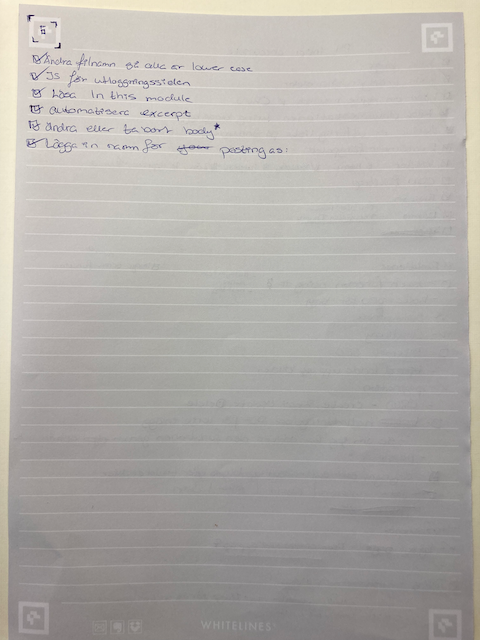 Ändra filnamn så alla är lower case
JS för utloggningssidan
Läsa In this module
automatisera excerpt
ändra eller ta bort body*
Lägga in namn för your posting as:
WHITELINES